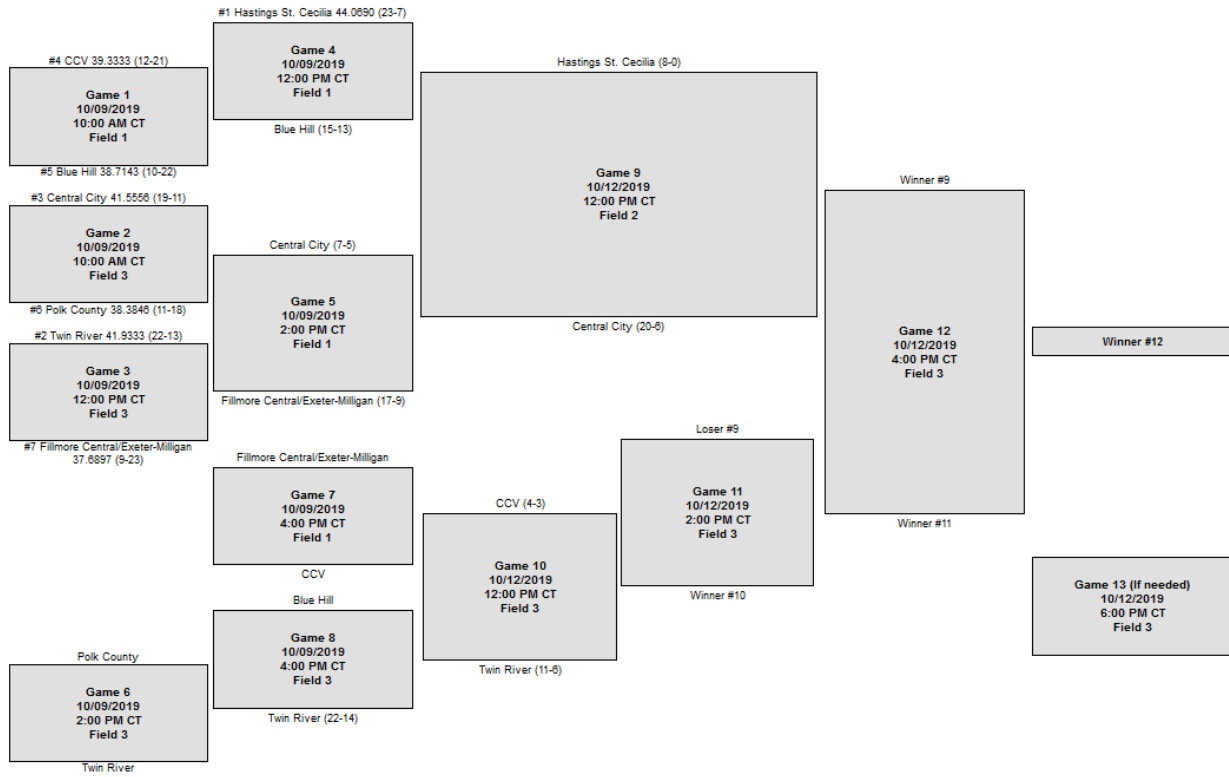 #1 Hastings St. Cecilia 44.0690 (23-7)
Game 4
10/09/2019
12:00 PM CT
Field 1
Blue Hill (15-13)
#4 CCV 39.3333 (12-21)
Game 1
10/09/2019
10:00 AM CT
Field 1
#5 Blue Hill 38.7143 (10-22)
#3 Central City 41.5556 (19-11)
Game 2
10/09/2019
10:00 AM CT
Field 3
#6 Polk County 38.3846 (11-18)
#2 Twin River 41.9333 (22-13)
Game 3
10/09/2019
12:00 PM CT
Field 3
#7 Fillmore Central/Exeter-Milligan
37.6897 (9-23)
Central City (7-5)
Game 5
10/09/2019
2:00 PM CT
Field 1
Fillmore Central/Exeter-Milligan (17-9)
Fillmore Central/Exeter-Milligan
Game 7
10/09/2019
4:00 PM CT
Field 1
CCV
Blue Hill
Game 8
10/09/2019
4:00 PM CT
Field 3
Twin River (22-14)
Polk County
Game 6
10/09/2019
2:00 PM CT
Field 3
Twin River
Hastings St. Cecilia (8-0)
Game 9
10/12/2019
12:00 PM CT
Field 2
Central City (20-6)
CCV (4-3)
Game 10
10/12/2019
12:00 PM CT
Field 3
Twin River (11-6)
Loser #9
Game 11
10/12/2019
2:00 PM CT
Field 3
Winner #10
Winner #9
Game 12
10/12/2019
4:00 PM CT
Field 3
Winner #11
Winner #12
Game 13 (If needed)
10/12/2019
6:00 PM CT
Field 3